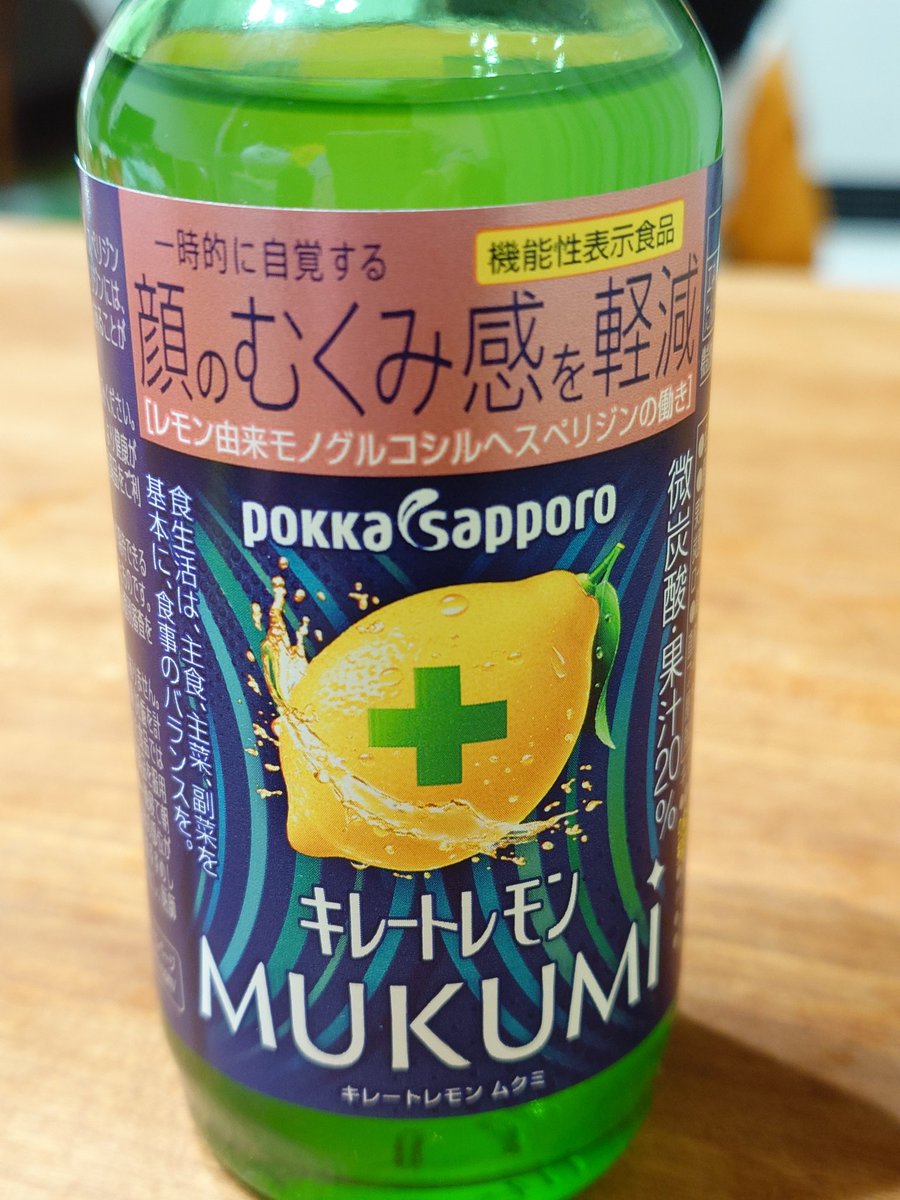 一時的に自覚する
機能性表示食品
顔のむくみ感を軽減
[レモン由来モノグルコシルヘスペリジンの働き]
pokka sapporo
食生活は、主食、主菜、副菜を
基本に、食事のバランスを。
微炭酸・果汁20%
キレートレモン
MUKUMI
キレートレモン ムクミ